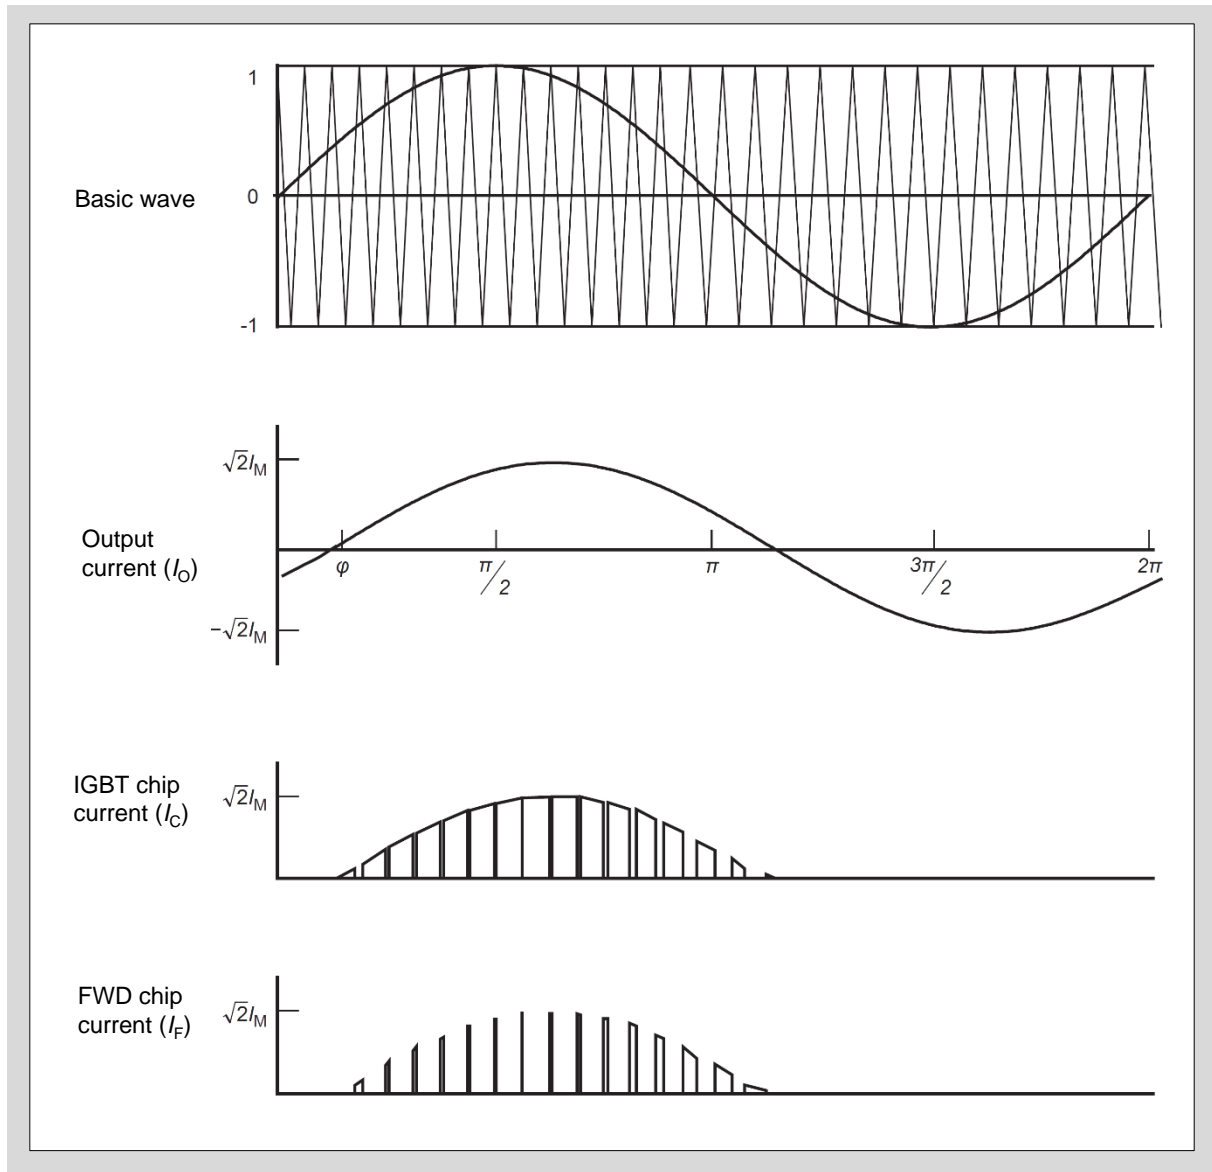 1
Basic wave
0
-1
√2I_M
Output
current (I_O)
φ
π/2
π
3π/2
2π
−√2I_M
IGBT chip
current (I_C)
√2I_M
FWD chip
current (I_F)
√2I_M